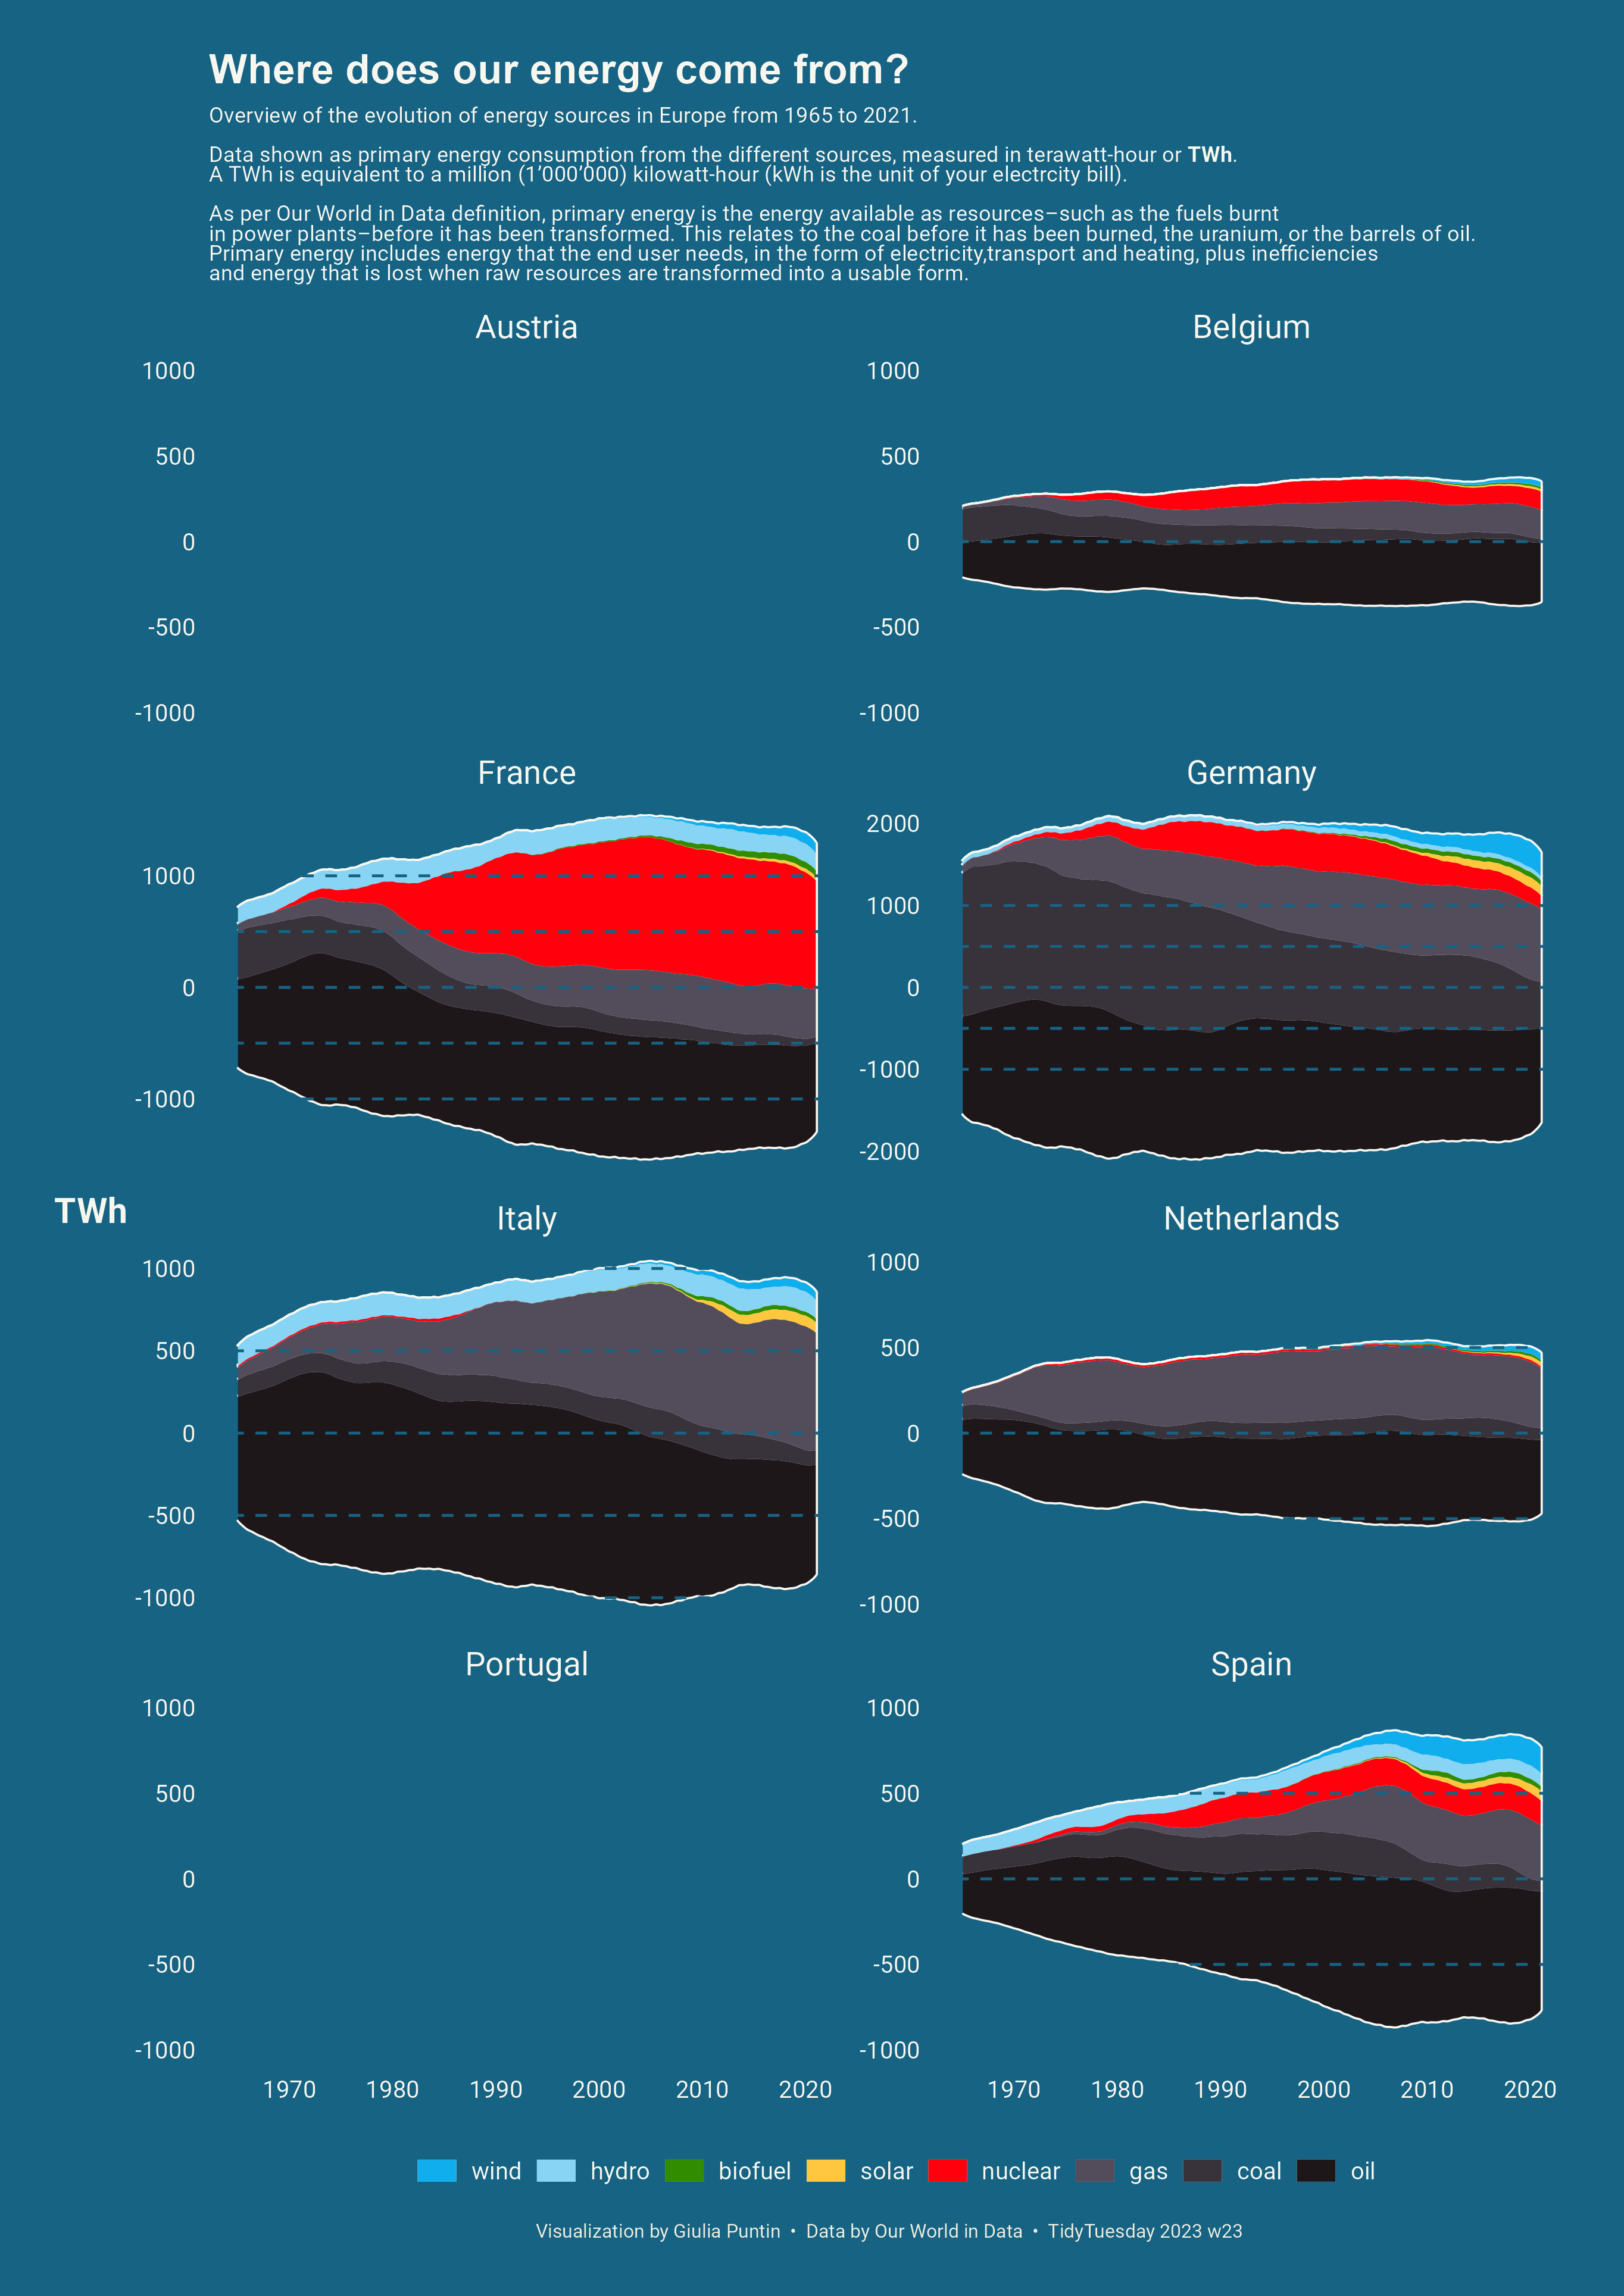 Where does our energy come from?
Overview of the evolution of energy sources in Europe from 1965 to 2021.
Data shown as primary energy consumption from the different sources, measured in terawatt-hour or TWh.
A TWh is equivalent to a million (1’000’000) kilowatt-hour (kWh is the unit of your electrcity bill).
As per Our World in Data definition, primary energy is the energy available as resources–such as the fuels burnt
in power plants–before it has been transformed. This relates to the coal before it has been burned, the uranium, or the barrels of oil.
Primary energy includes energy that the end user needs, in the form of electricity,transport and heating, plus inefficiencies
and energy that is lost when raw resources are transformed into a usable form.
Austria
1000
500
0
-500
-1000
Belgium
1000
500
0
-500
-1000
France
1000
0
-1000
Germany
2000
1000
0
-1000
-2000
TWh
Italy
1000
500
0
-500
-1000
Netherlands
1000
500
0
-500
-1000
Portugal
1000
500
0
-500
-1000
Spain
1000
500
0
-500
-1000
1970 1980 1990 2000 2010 2020
1970 1980 1990 2000 2010 2020
wind hydro biofuel solar nuclear gas coal oil
Visualization by Giulia Puntin • Data by Our World in Data • TidyTuesday 2023 w23